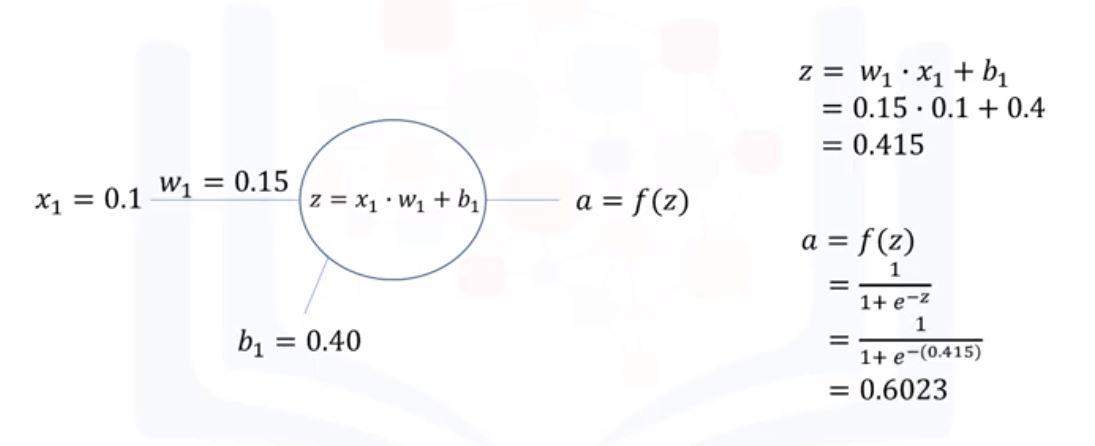 x₁ = 0.1
w₁ = 0.15
z = x₁ · w₁ + b₁
a = f(z)
b₁ = 0.40
z = w₁ · x₁ + b₁
= 0.15 · 0.1 + 0.4
= 0.415
a = f(z)
= 1 / (1+ e^−z)
= 1 / (1+ e^−(0.415))
= 0.6023